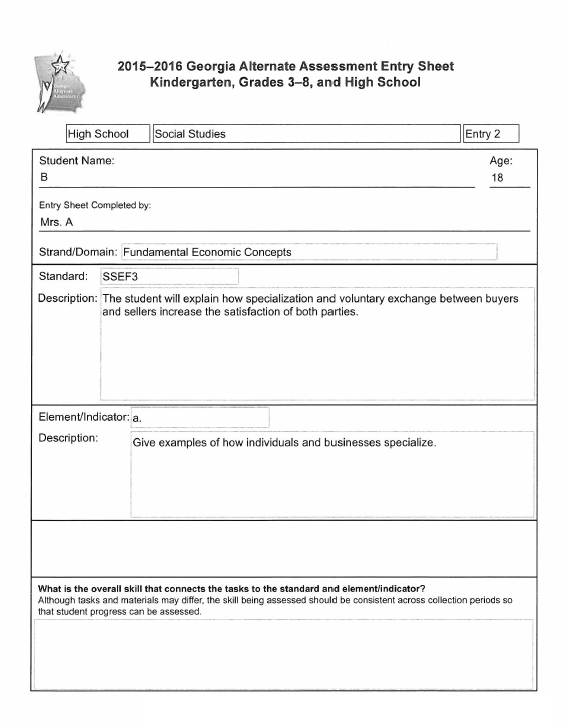 2015–2016 Georgia Alternate Assessment Entry Sheet
Kindergarten, Grades 3–8, and High School
High School Social Studies Entry 2
Student Name: Age:
B 18
Entry Sheet Completed by:
Mrs. A
Strand/Domain: Fundamental Economic Concepts
Standard: SSEF3
Description: The student will explain how specialization and voluntary exchange between buyers
and sellers increase the satisfaction of both parties.
Element/Indicator: a.
Description: Give examples of how individuals and businesses specialize.
What is the overall skill that connects the tasks to the standard and element/indicator?
Although tasks and materials may differ, the skill being assessed should be consistent across collection periods so
that student progress can be assessed.